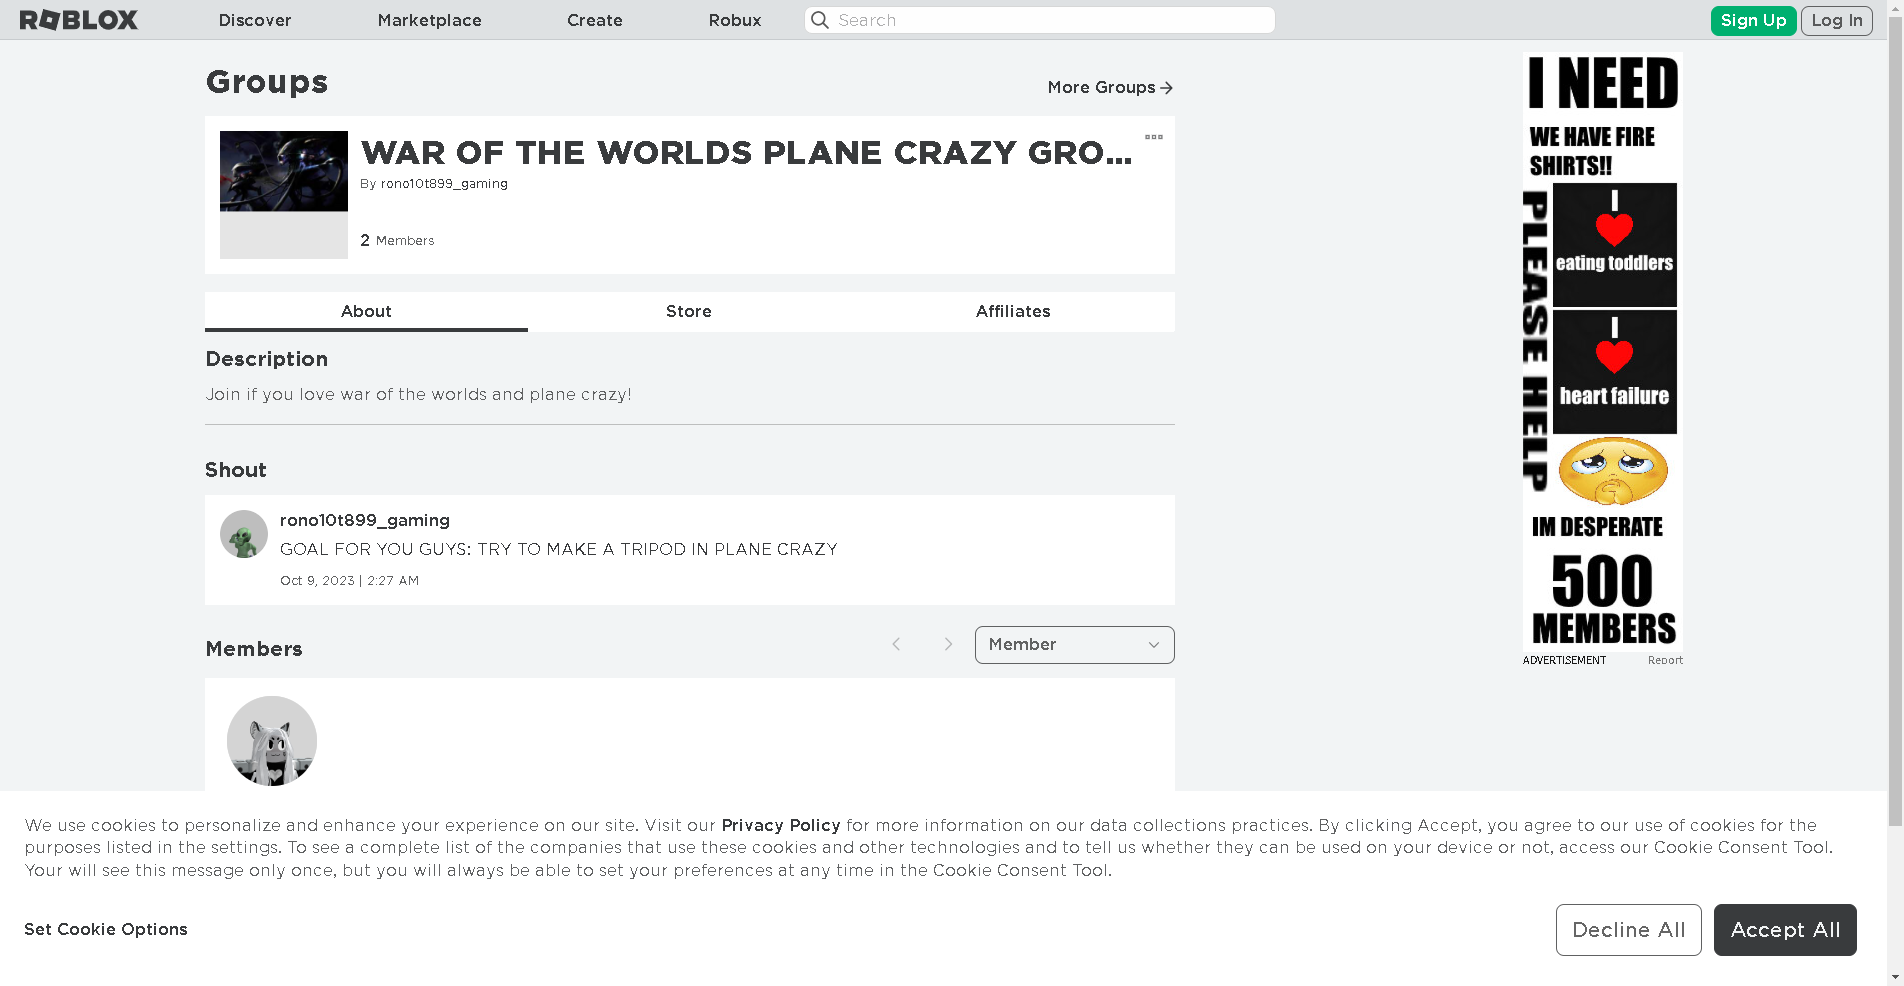 ROBLOX
Discover
Marketplace
Create
Robux
Search
Sign Up
Log In
Groups
More Groups
WAR OF THE WORLDS PLANE CRAZY GRO...
By rono10t899_gaming
2 Members
About
Store
Affiliates
Description
Join if you love war of the worlds and plane crazy!
Shout
rono10t899_gaming
GOAL FOR YOU GUYS: TRY TO MAKE A TRIPOD IN PLANE CRAZY
Oct 9, 2023 | 2:27 AM
Members
Member
I NEED
WE HAVE FIRE
SHIRTS!!
PLEASE HELP
I
eating toddlers
I
heart failure
IM DESPERATE
500
MEMBERS
ADVERTISEMENT
Report
We use cookies to personalize and enhance your experience on our site. Visit our Privacy Policy for more information on our data collections practices. By clicking Accept, you agree to our use of cookies for the
purposes listed in the settings. To see a complete list of the companies that use these cookies and other technologies and to tell us whether they can be used on your device or not, access our Cookie Consent Tool.
Your will see this message only once, but you will always be able to set your preferences at any time in the Cookie Consent Tool.
Set Cookie Options
Decline All
Accept All